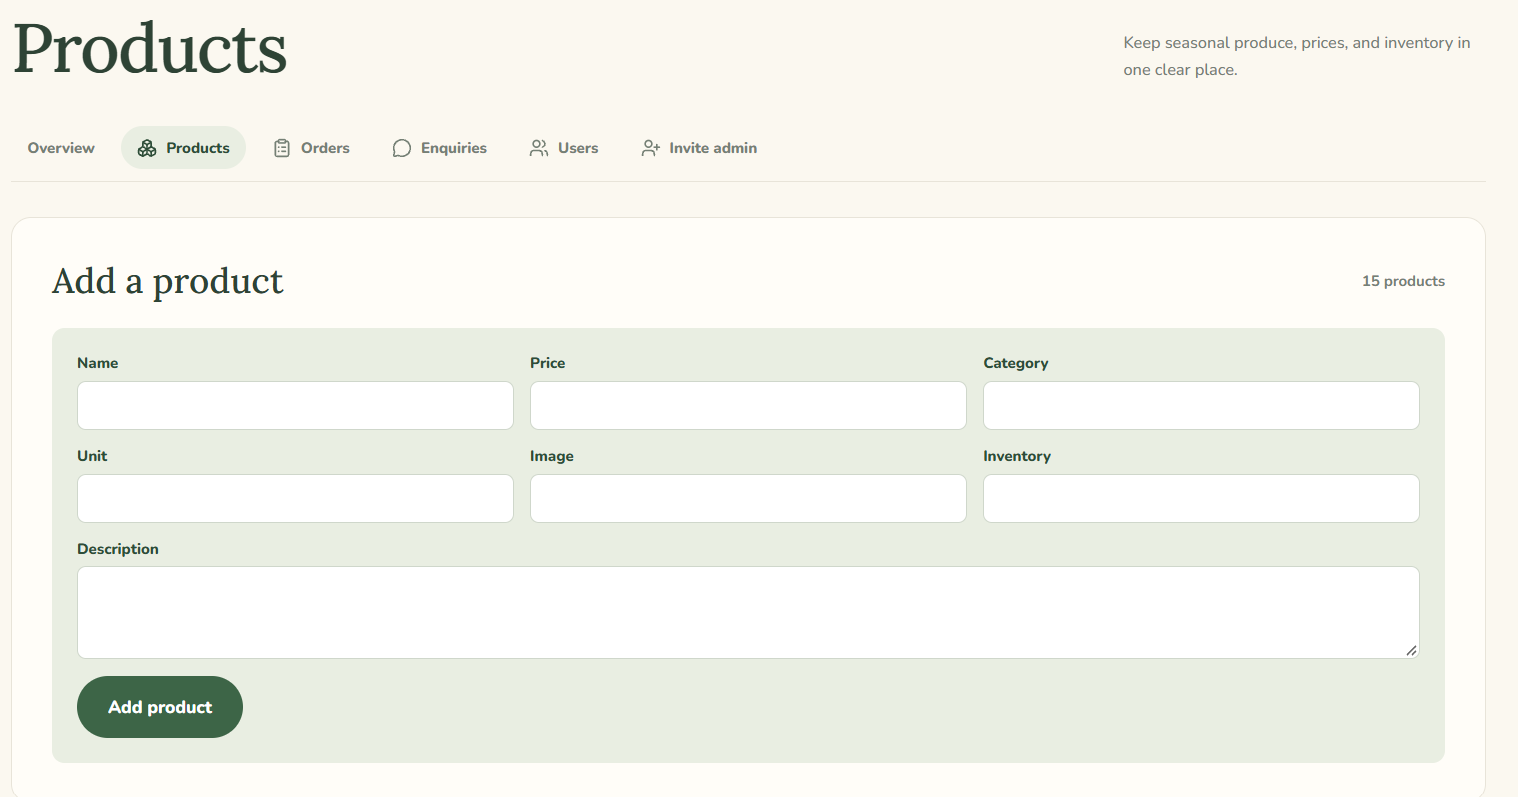 Products
Keep seasonal produce, prices, and inventory in
one clear place.
Overview
Products
Orders
Enquiries
Users
Invite admin
Add a product
15 products
Name
Price
Category
Unit
Image
Inventory
Description
Add product